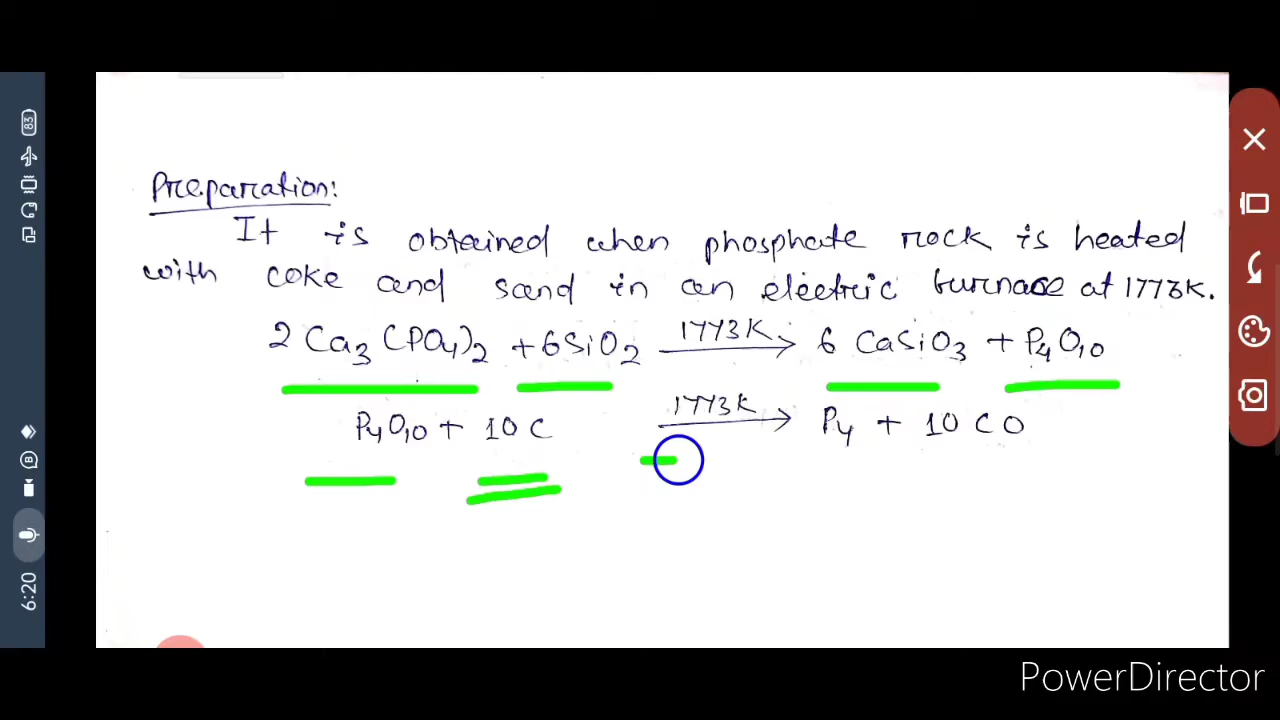 Preparation:
It is obtained when phosphate rock is heated
with coke and sand in an electric furnace at 1773K.
2 Ca3 (PO4)2 + 6SiO2 1773K → 6 CaSiO3 + P4O10
P4O10 + 10 C 1773K → P4 + 10 CO
83
6:20
PowerDirector